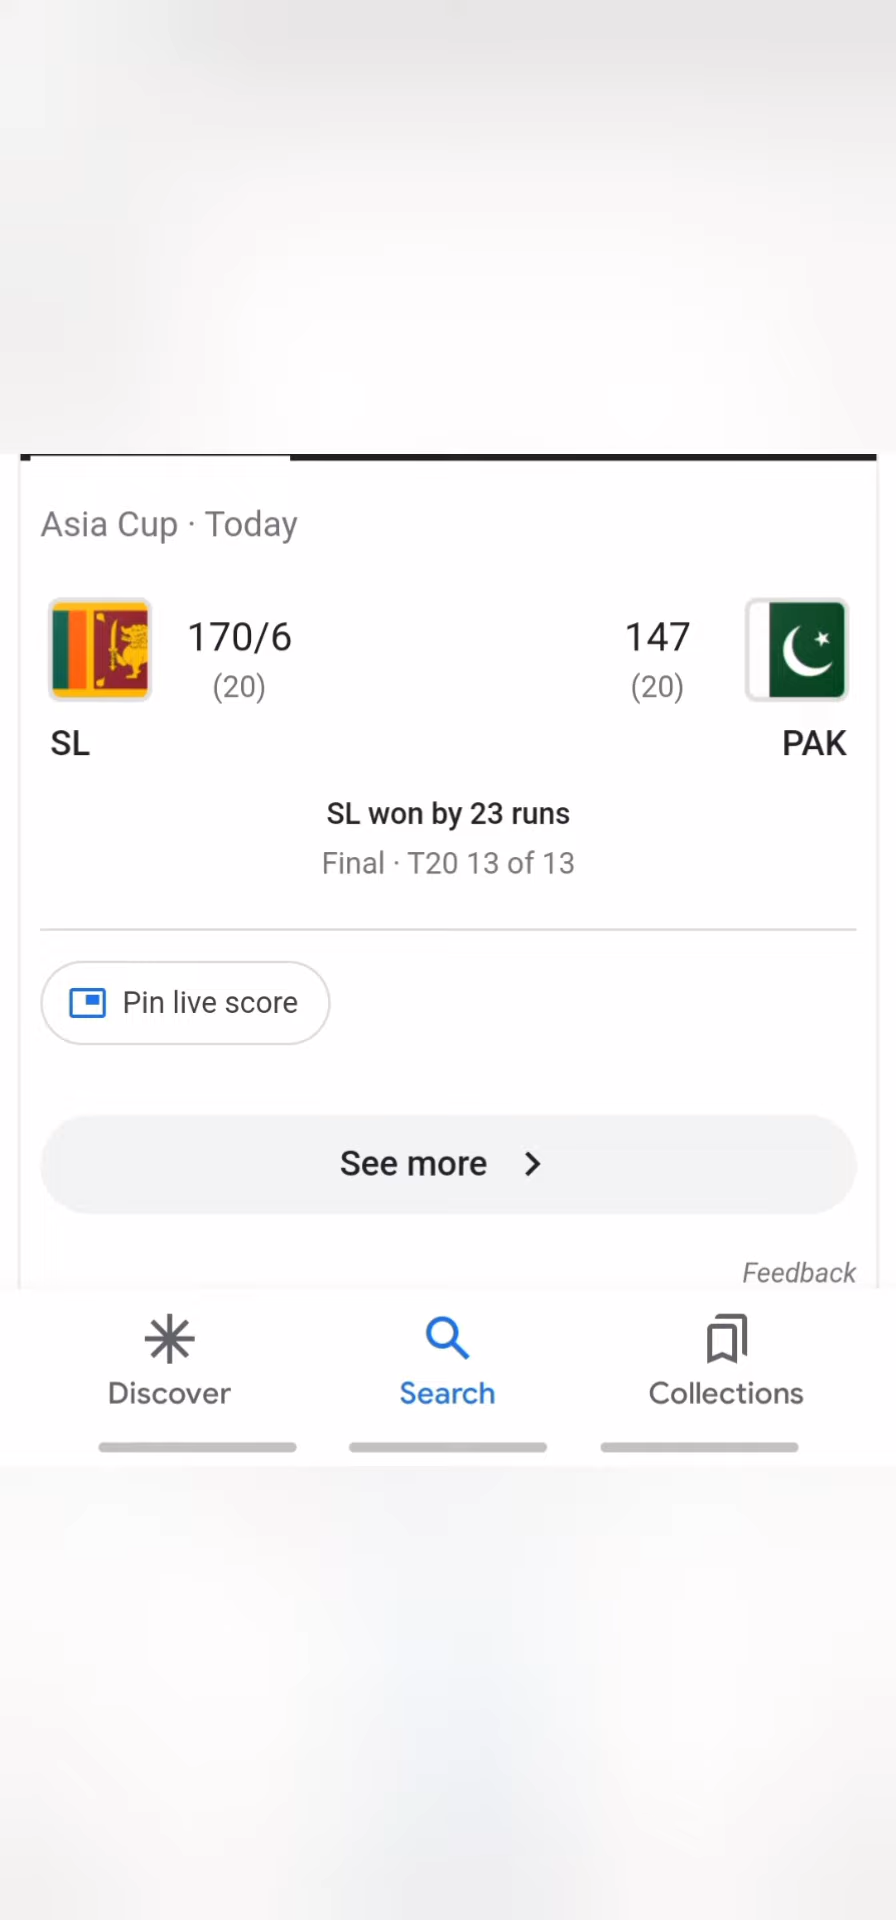 Asia Cup · Today
170/6
147
(20)
(20)
SL
PAK
SL won by 23 runs
Final · T20 13 of 13
Pin live score
See more
Feedback
Discover
Search
Collections